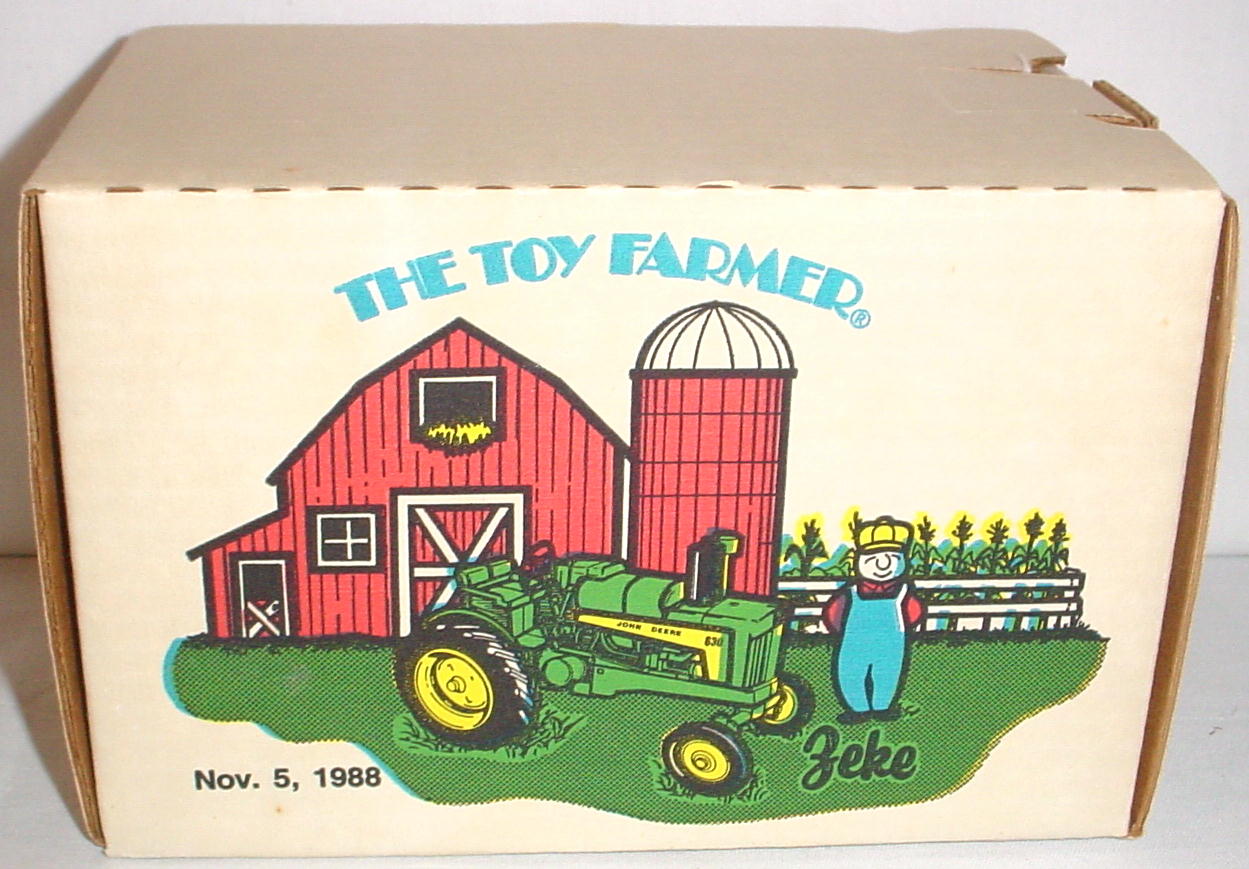 THE TOY FARMER®
JOHN DEERE
630
Zeke
Nov. 5, 1988